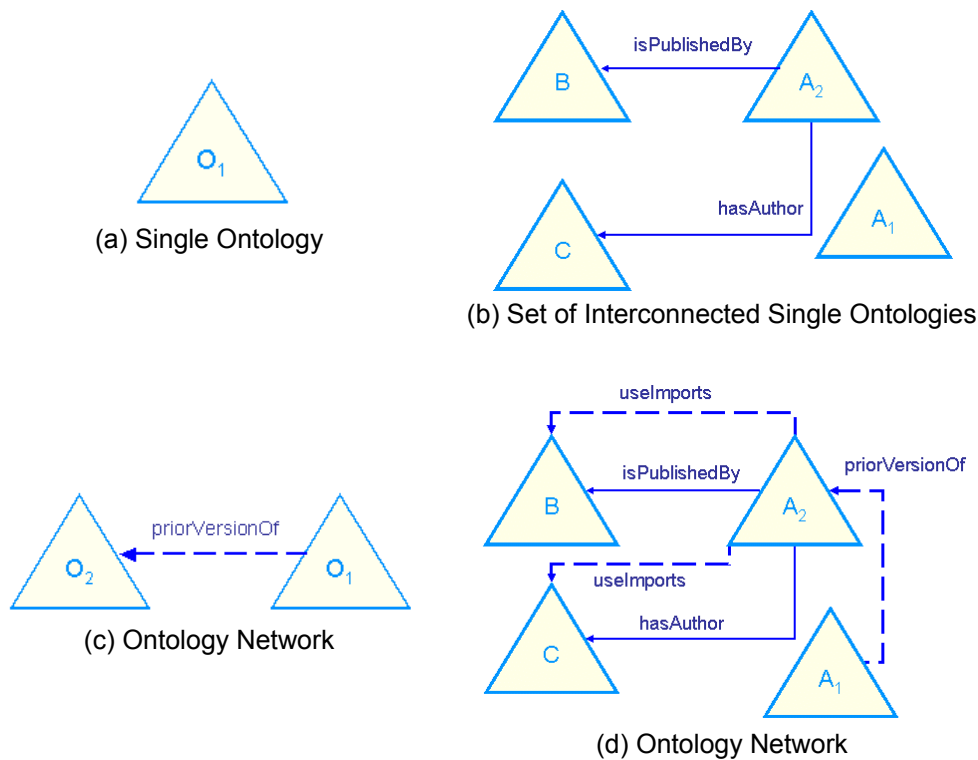 O1
(a) Single Ontology
isPublishedBy
B
A2
hasAuthor
A1
C
(b) Set of Interconnected Single Ontologies
priorVersionOf
O2
O1
(c) Ontology Network
useImports
priorVersionOf
isPublishedBy
B
A2
useImports
hasAuthor
C
A1
(d) Ontology Network